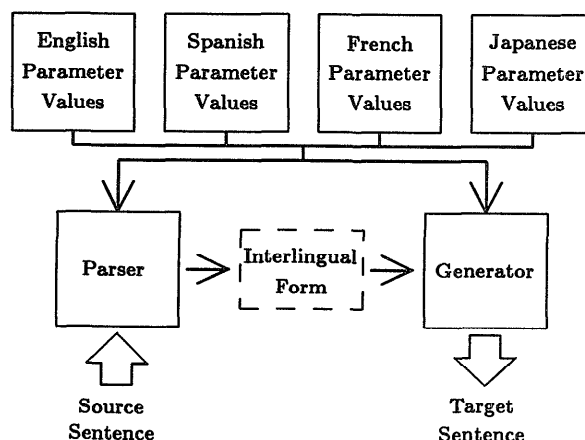 English
Parameter
Values
Spanish
Parameter
Values
French
Parameter
Values
Japanese
Parameter
Values
Parser
Interlingual
Form
Generator
Source
Sentence
Target
Sentence